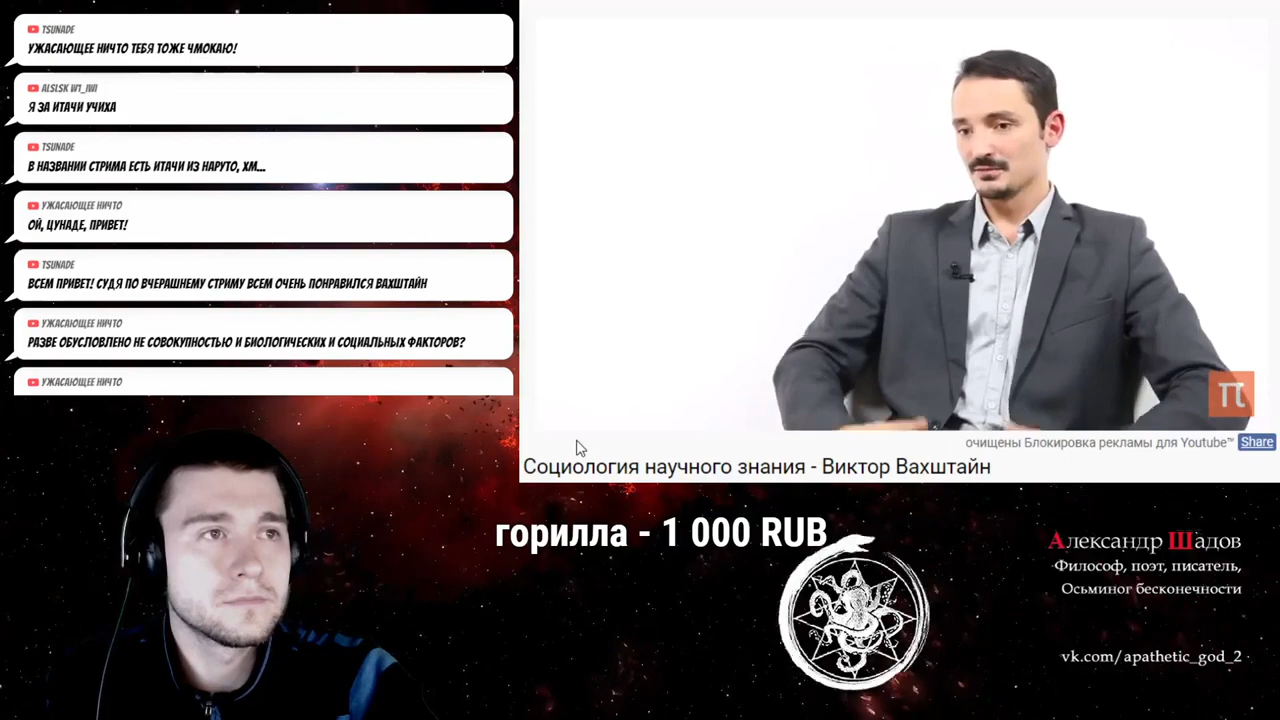 TSUNADE
УЖАСАЮЩЕЕ НИЧТО ТЕБЯ ТОЖЕ ЧМОКАЮ!
ALSLSK W1_IWI
Я ЗА ИТАЧИ УЧИХА
TSUNADE
В НАЗВАНИИ СТРИМА ЕСТЬ ИТАЧИ ИЗ НАРУТО, ХМ...
УЖАСАЮЩЕЕ НИЧТО
ОЙ, ЦУНАДЕ, ПРИВЕТ!
TSUNADE
ВСЕМ ПРИВЕТ! СУДЯ ПО ВЧЕРАШНЕМУ СТРИМУ ВСЕМ ОЧЕНЬ ПОНРАВИЛСЯ ВАХШТАЙН
УЖАСАЮЩЕЕ НИЧТО
РАЗВЕ ОБУСЛОВЛЕНО НЕ СОВОКУПНОСТЬЮ И БИОЛОГИЧЕСКИХ И СОЦИАЛЬНЫХ ФАКТОРОВ?
УЖАСАЮЩЕЕ НИЧТО
π
очищены Блокировка рекламы для Youtube™ Share
Социология научного знания - Виктор Вахштайн
горилла - 1 000 RUB
Александр Шадов
Философ, поэт, писатель,
Осьминог бесконечности
vk.com/apathetic_god_2